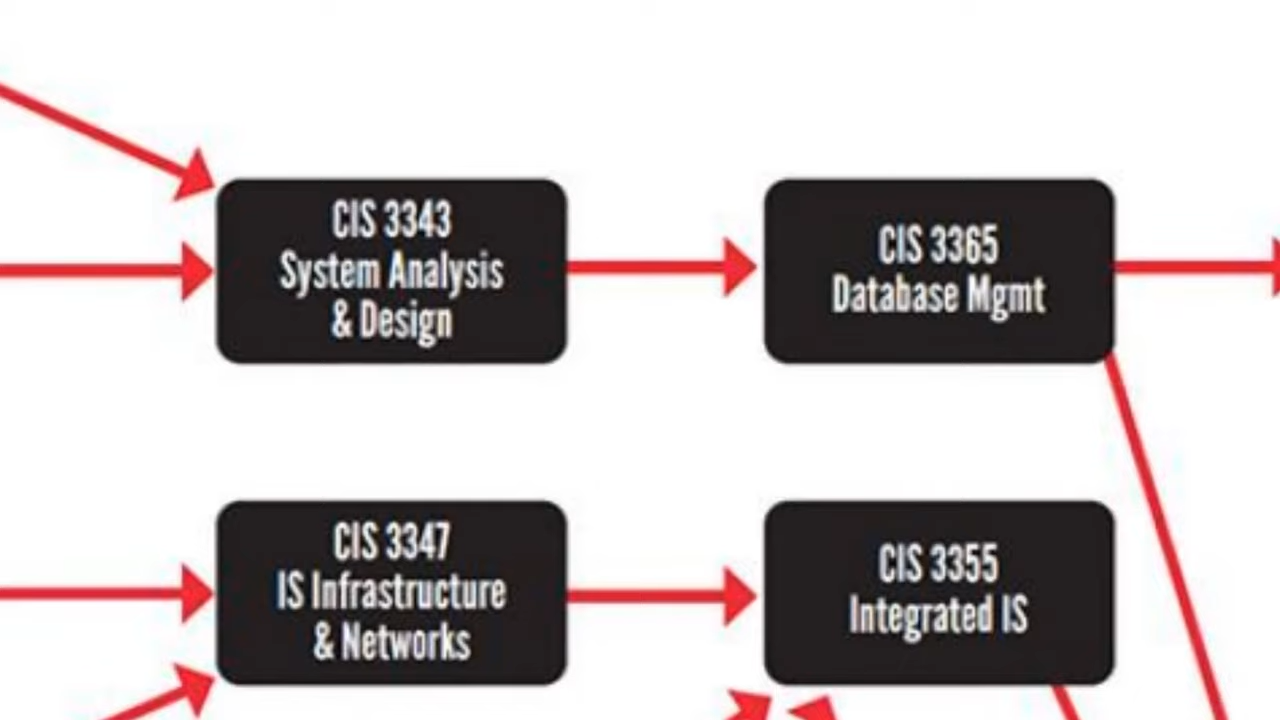 CIS 3343
System Analysis
& Design
CIS 3365
Database Mgmt
CIS 3347
IS Infrastructure
& Networks
CIS 3355
Integrated IS